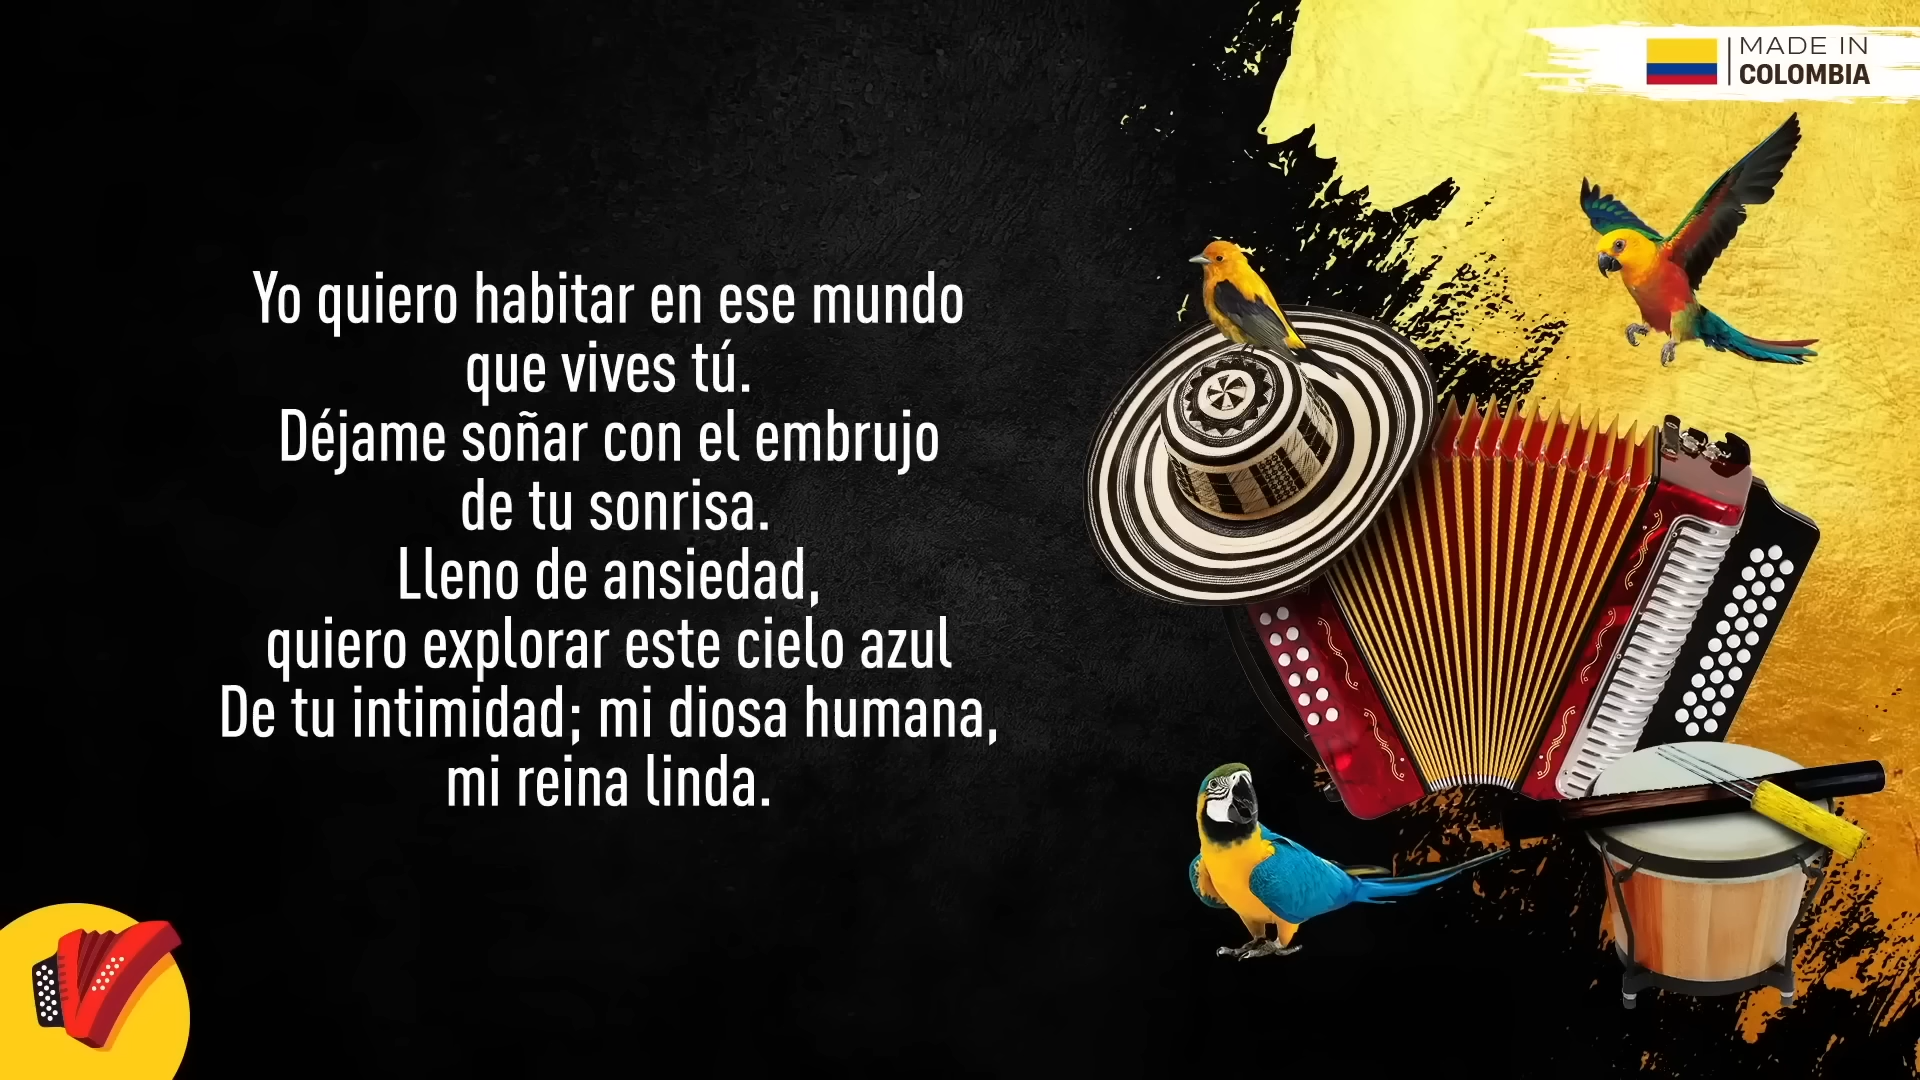 MADE IN
COLOMBIA
Yo quiero habitar en ese mundo
que vives tú.
Déjame soñar con el embrujo
de tu sonrisa.
Lleno de ansiedad,
quiero explorar este cielo azul
De tu intimidad; mi diosa humana,
mi reina linda.